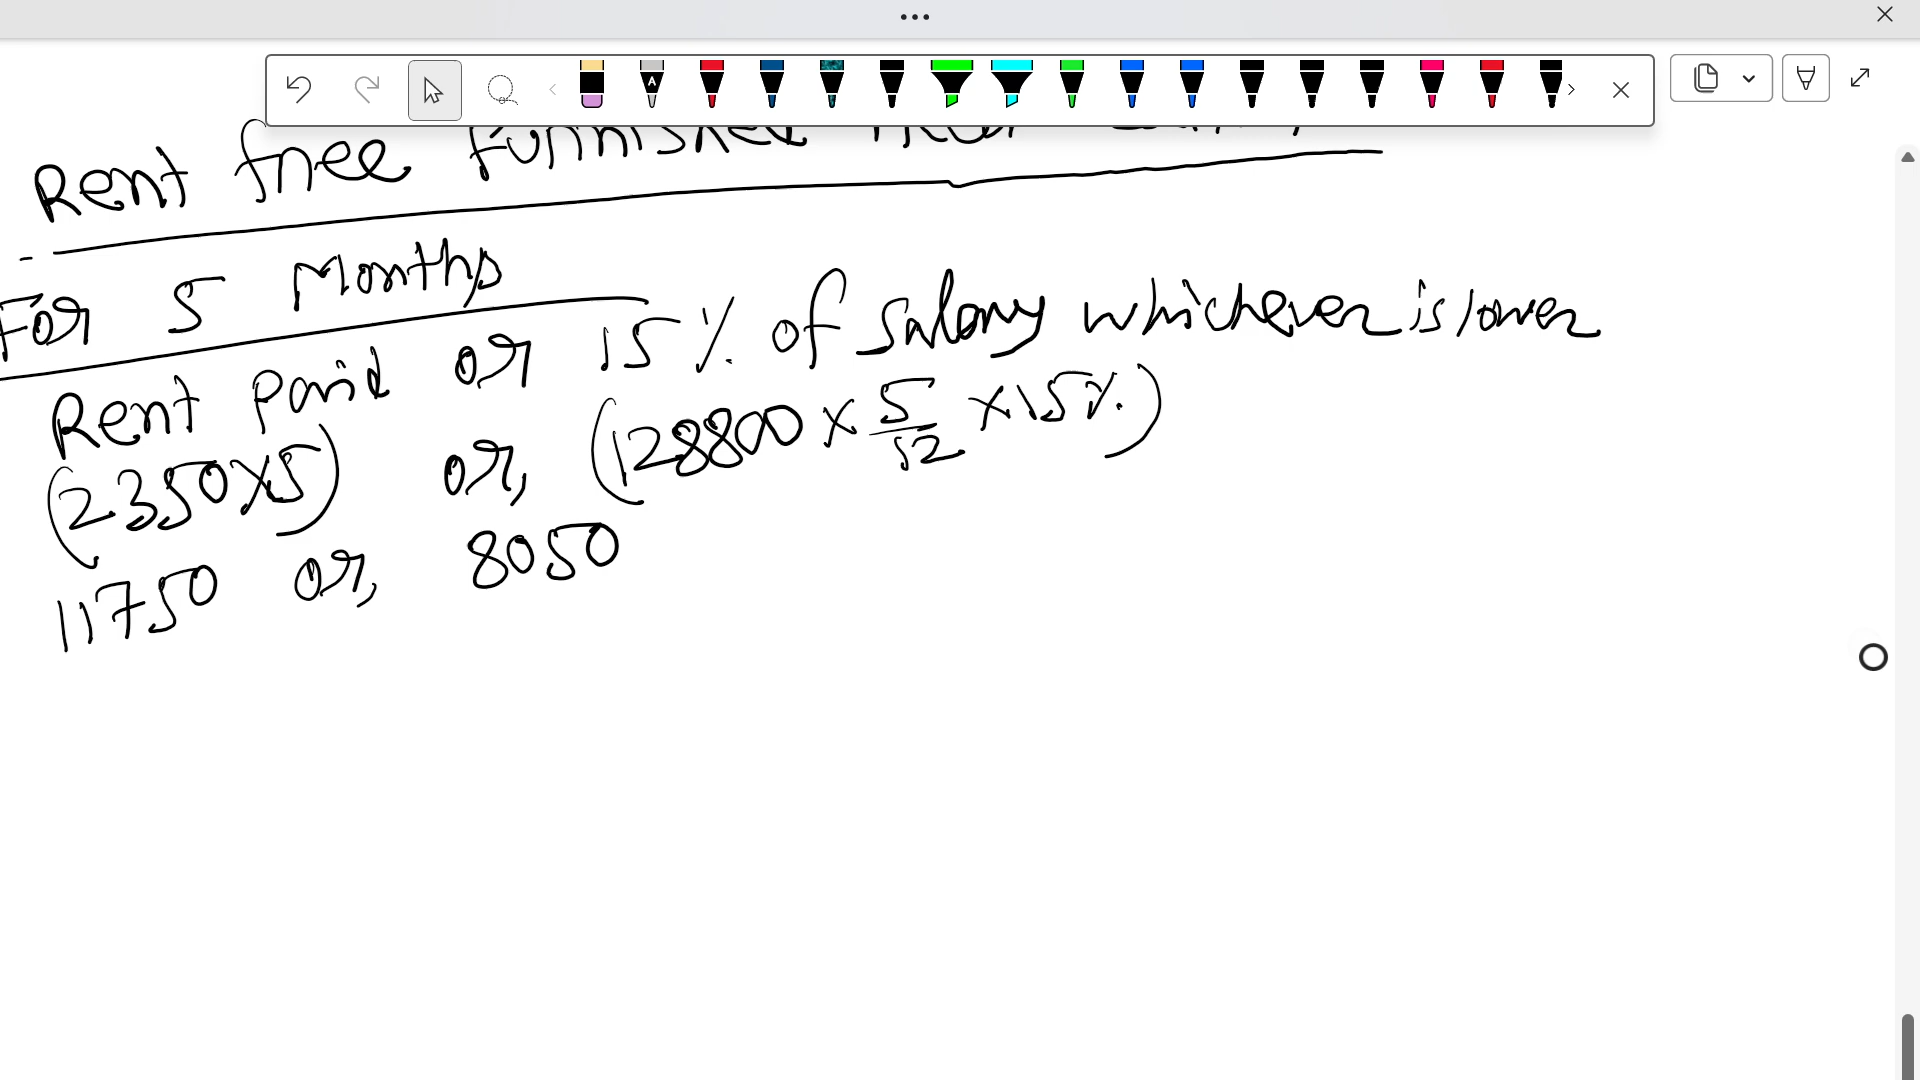 Rent free furnished
For 5 Months
Rent paid or 15% of salary whichever is lower
(2350x5) or, (128800 x 5/12 x 15%)
11750 or, 8050